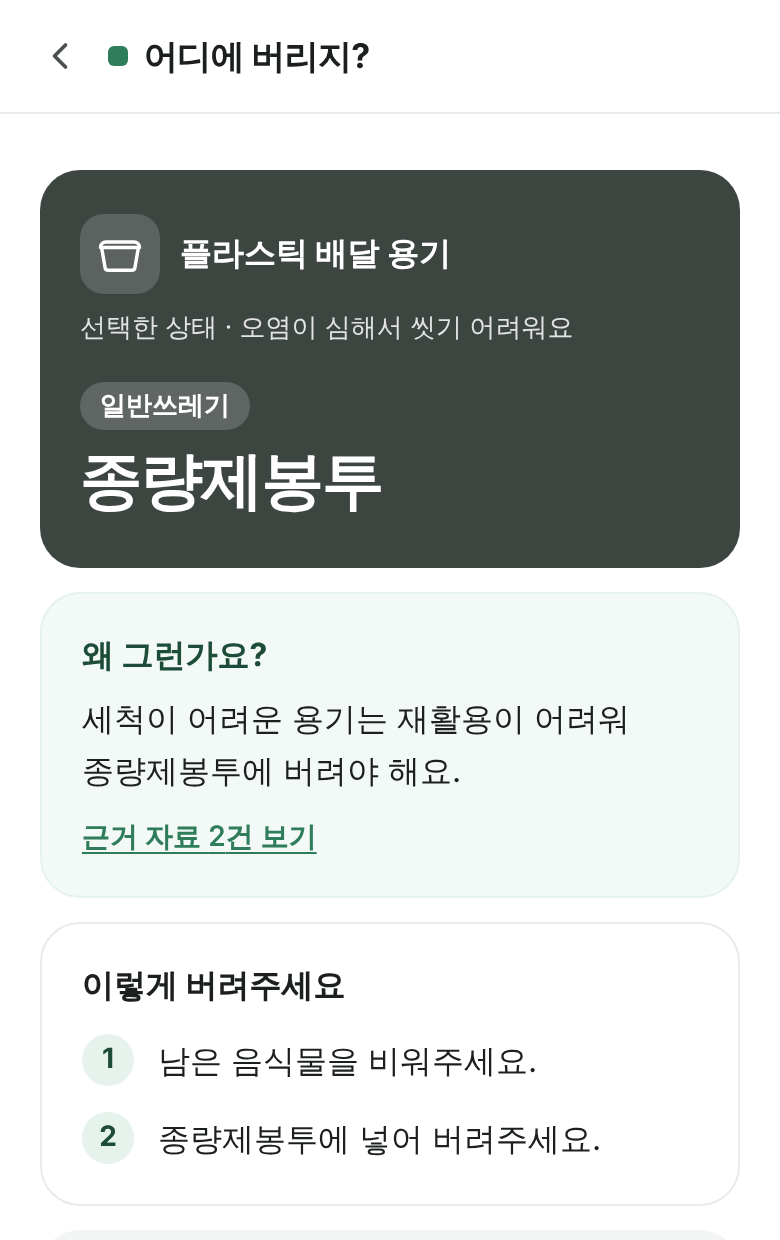 어디에 버리지?
플라스틱 배달 용기
선택한 상태 · 오염이 심해서 씻기 어려워요
일반쓰레기
종량제봉투
왜 그런가요?
세척이 어려운 용기는 재활용이 어려워
종량제봉투에 버려야 해요.
근거 자료 2건 보기
이렇게 버려주세요
1 남은 음식물을 비워주세요.
2 종량제봉투에 넣어 버려주세요.